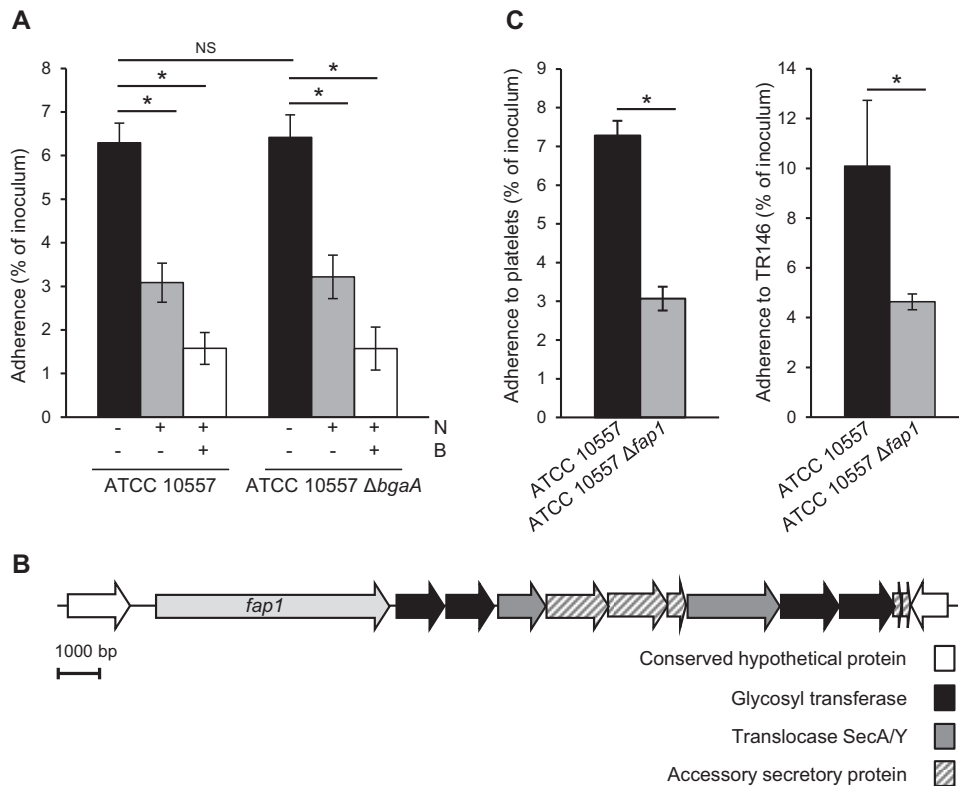 A
NS
*
*
*
*
Adherence (% of inoculum)
8
7
6
5
4
3
2
1
0
- + + - + + N
- - + - - + B
ATCC 10557 ATCC 10557 ΔbgaA
C
*
Adherence to platelets (% of inoculum)
9
8
7
6
5
4
3
2
1
0
ATCC 10557
ATCC 10557 Δfap1
*
Adherence to TR146 (% of inoculum)
14
12
10
8
6
4
2
0
ATCC 10557
ATCC 10557 Δfap1
B
fap1
1000 bp
Conserved hypothetical protein
Glycosyl transferase
Translocase SecA/Y
Accessory secretory protein